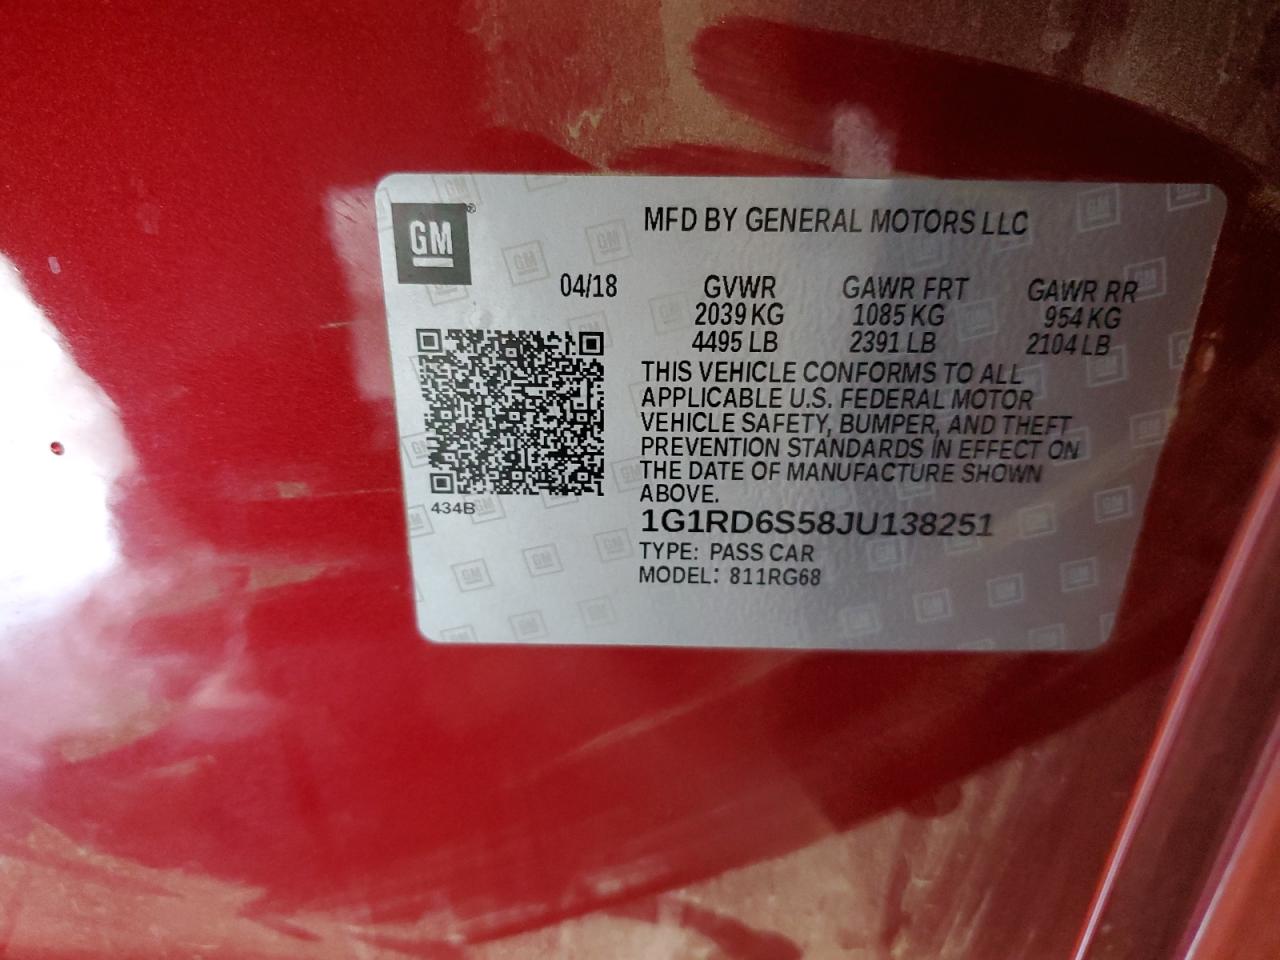 GM®
MFD BY GENERAL MOTORS LLC
04/18 GVWR GAWR FRT GAWR RR
2039 KG 1085 KG 954 KG
4495 LB 2391 LB 2104 LB
THIS VEHICLE CONFORMS TO ALL
APPLICABLE U.S. FEDERAL MOTOR
VEHICLE SAFETY, BUMPER, AND THEFT
PREVENTION STANDARDS IN EFFECT ON
THE DATE OF MANUFACTURE SHOWN
ABOVE.
434B
1G1RD6S58JU138251
TYPE: PASS CAR
MODEL: 811RG68